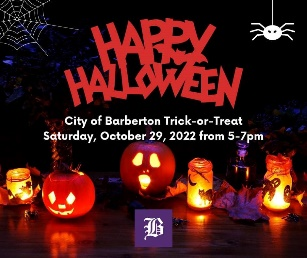 HAPPY
HALLOWEEN
City of Barberton Trick-or-Treat
Saturday, October 29, 2022 from 5-7pm
B